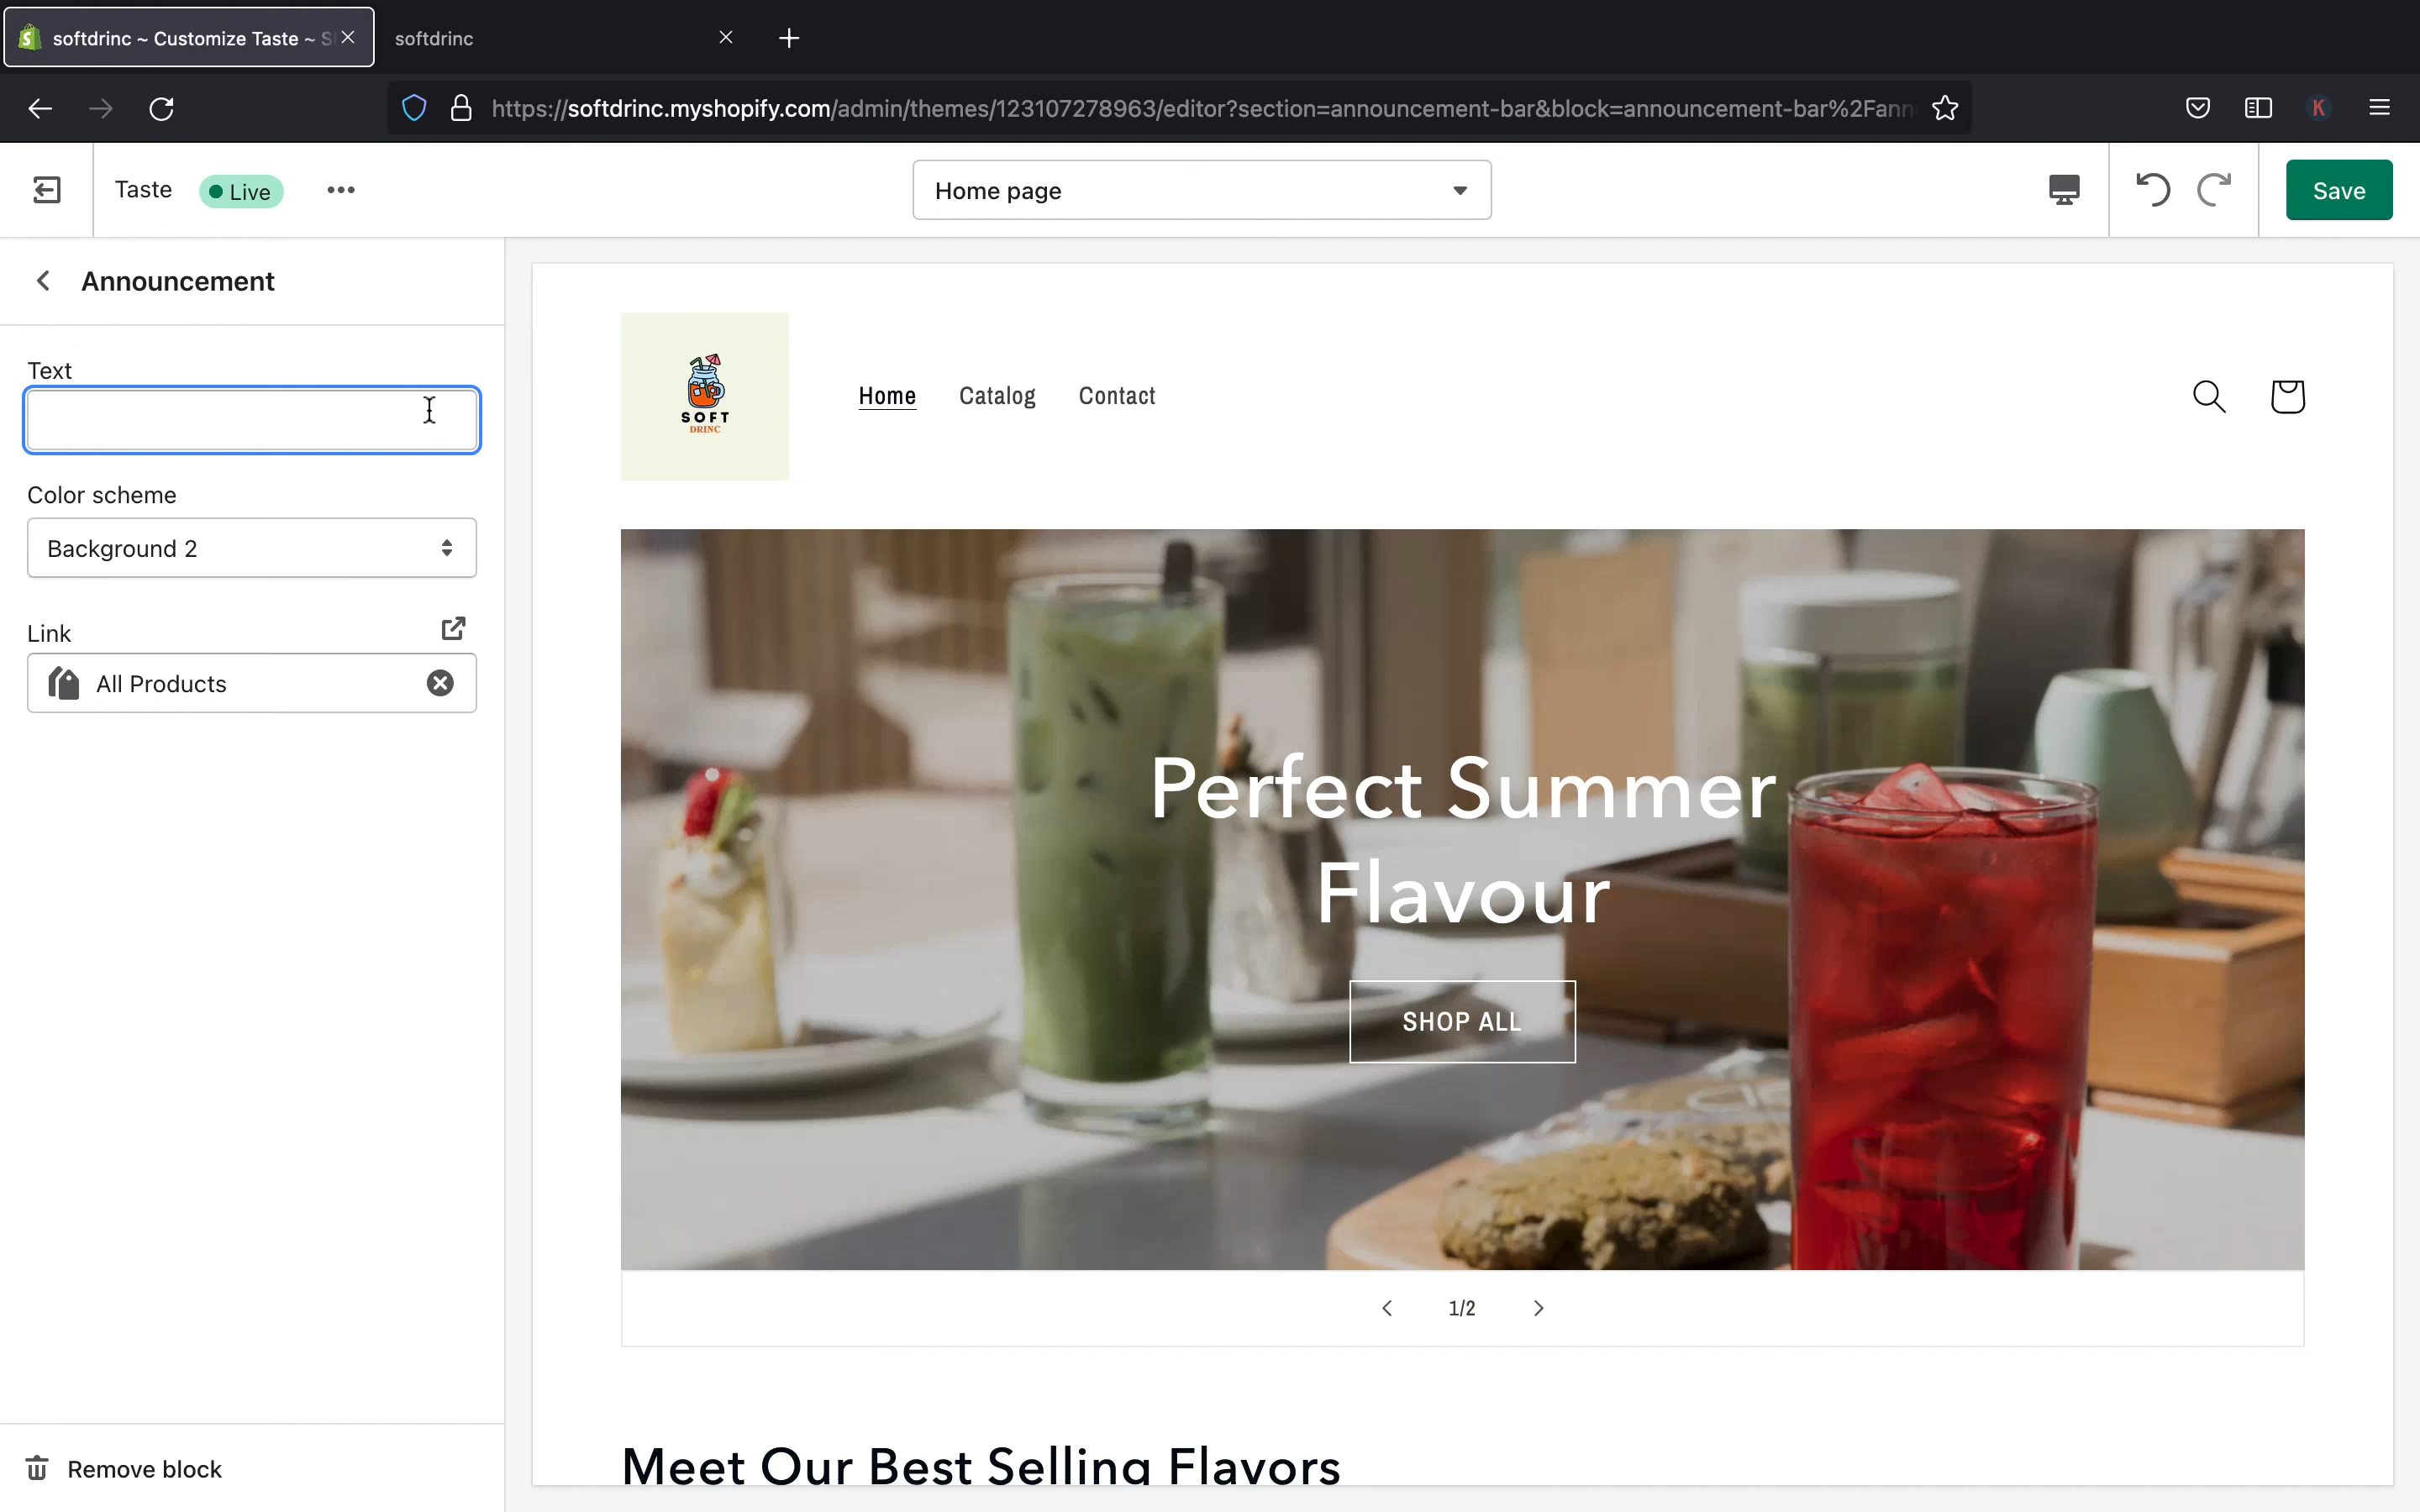 softdrinc ~ Customize Taste ~ S
softdrinc
https://softdrinc.myshopify.com/admin/themes/123107278963/editor?section=announcement-bar&block=announcement-bar%2Fann
K
Taste
Live
Home page
Save
Announcement
Text
Color scheme
Background 2
Link
All Products
Remove block
SOFT
DRINC
Home
Catalog
Contact
Perfect Summer
Flavour
SHOP ALL
1/2
Meet Our Best Selling Flavors